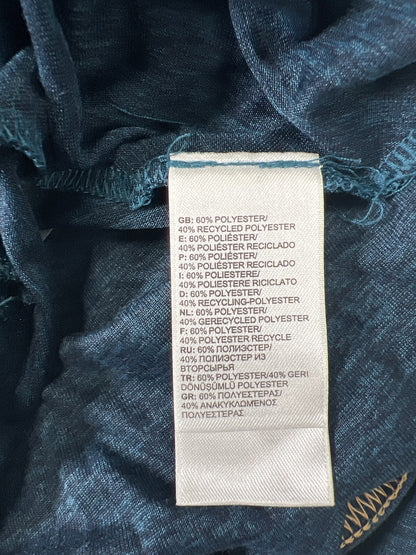 GB: 60% POLYESTER/
40% RECYCLED POLYESTER
E: 60% POLIÉSTER/
40% POLIÉSTER RECICLADO
P: 60% POLIÉSTER/
40% POLIÉSTER RECICLADO
I: 60% POLIESTERE/
40% POLIESTERE RICICLATO
D: 60% POLYESTER/
40% RECYCLING-POLYESTER
NL: 60% POLYESTER/
40% GERECYCLED POLYESTER
F: 60% POLYESTER/
40% POLYESTER RECYCLE
RU: 60% ПОЛИЭСТЕР/
40% ПОЛИЭСТЕР ИЗ
ВТОРСЫРЬЯ
TR: 60% POLYESTER/40% GERI
DÖNÜŞÜMLÜ POLYESTER
GR: 60% ΠΟΛΥΕΣΤΕΡΑΣ/
40% ΑΝΑΚΥΚΛΩΜΕΝΟΣ
ΠΟΛΥΕΣΤΕΡΑΣ